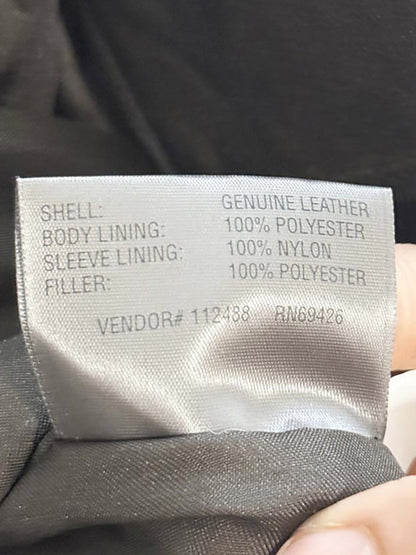 SHELL: GENUINE LEATHER
BODY LINING: 100% POLYESTER
SLEEVE LINING: 100% NYLON
FILLER: 100% POLYESTER
VENDOR# 112488 RN69426